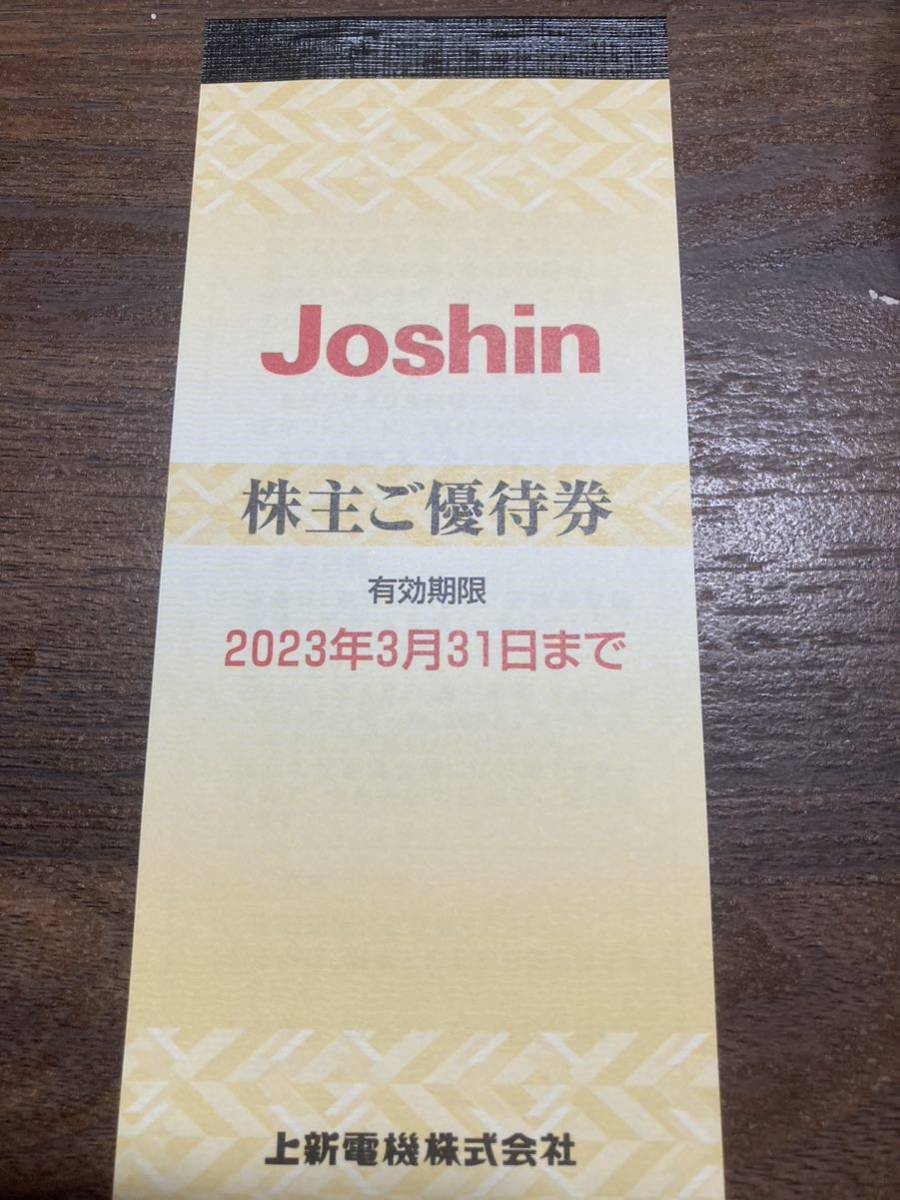 Joshin
株主ご優待券
有効期限
2023年3月31日まで
上新電機株式会社